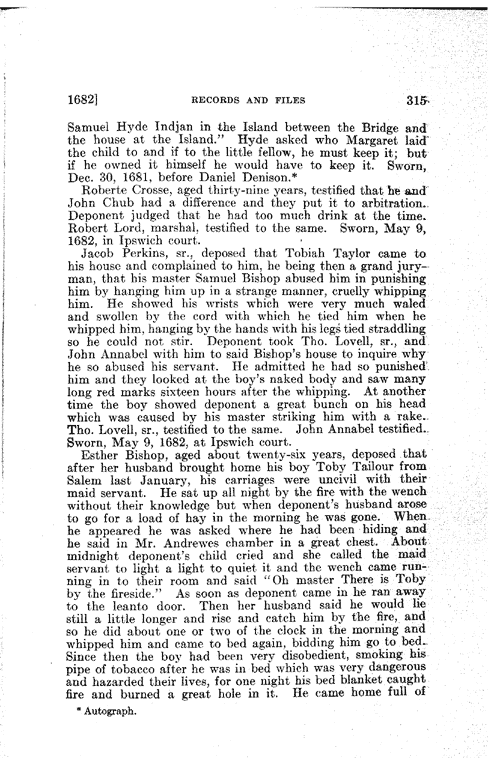 1682] RECORDS AND FILES 315
Samuel Hyde Indjan in the Island between the Bridge and
the house at the Island." Hyde asked who Margaret laid
the child to and if to the little fellow, he must keep it; but
if he owned it himself he would have to keep it. Sworn,
Dec. 30, 1681, before Daniel Denison.*
Roberte Crosse, aged thirty-nine years, testified that he and
John Chub had a difference and they put it to arbitration.
Deponent judged that he had too much drink at the time.
Robert Lord, marshal, testified to the same. Sworn, May 9,
1682, in Ipswich court.
Jacob Perkins, sr., deposed that Tobiah Taylor came to
his house and complained to him, he being then a grand jury-
man, that his master Samuel Bishop abused him in punishing
him by hanging him up in a strange manner, cruelly whipping
him. He showed his wrists which were very much waled
and swollen by the cord with which he tied him when he
whipped him, hanging by the hands with his legs tied straddling
so he could not stir. Deponent took Tho. Lovell, sr., and
John Annabel with him to said Bishop's house to inquire why
he so abused his servant. He admitted he had so punished
him and they looked at the boy's naked body and saw many
long red marks sixteen hours after the whipping. At another
time the boy showed deponent a great bunch on his head
which was caused by his master striking him with a rake.
Tho. Lovell, sr., testified to the same. John Annabel testified.
Sworn, May 9, 1682, at Ipswich court.
Esther Bishop, aged about twenty-six years, deposed that
after her husband brought home his boy Toby Tailour from
Salem last January, his carriages were uncivil with their
maid servant. He sat up all night by the fire with the wench
without their knowledge but when deponent's husband arose
to go for a load of hay in the morning he was gone. When
he appeared he was asked where he had been hiding and
he said in Mr. Andrewes chamber in a great chest. About
midnight deponent's child cried and she called the maid
servant to light a light to quiet it and the wench came run-
ning in to their room and said "Oh master There is Toby
by the fireside." As soon as deponent came in he ran away
to the leanto door. Then her husband said he would lie
still a little longer and rise and catch him by the fire, and
so he did about one or two of the clock in the morning and
whipped him and came to bed again, bidding him go to bed.
Since then the boy had been very disobedient, smoking his
pipe of tobacco after he was in bed which was very dangerous
and hazarded their lives, for one night his bed blanket caught
fire and burned a great hole in it. He came home full of
* Autograph.